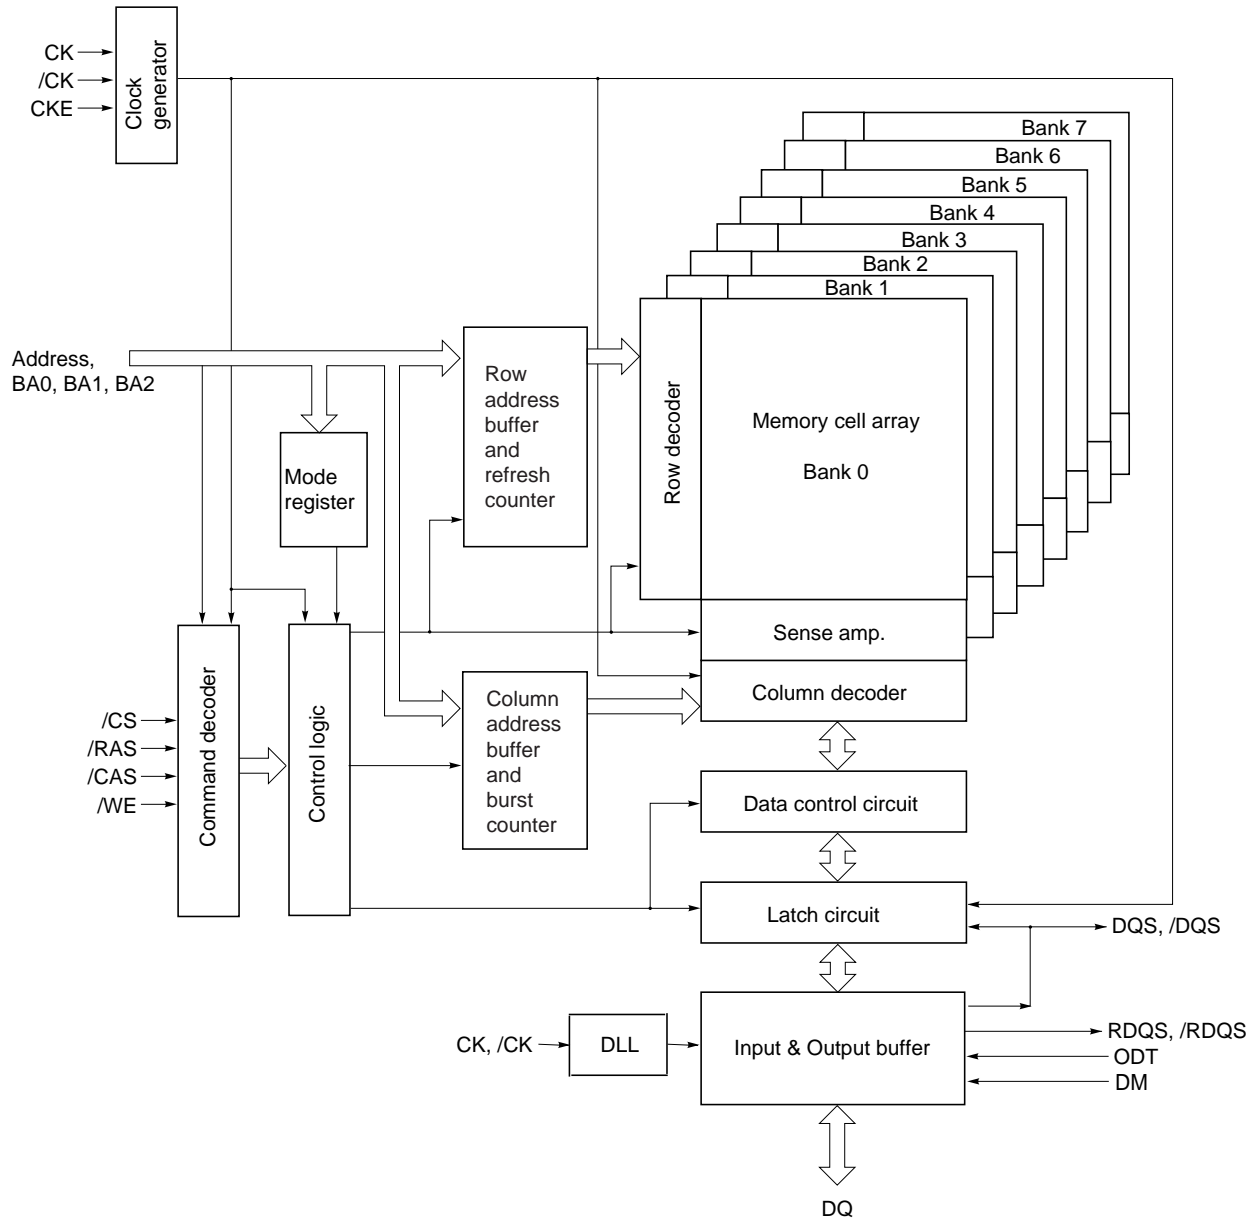 CK
/CK
CKE
Clock
generator
Bank 7
Bank 6
Bank 5
Bank 4
Bank 3
Bank 2
Bank 1
Address,
BA0, BA1, BA2
Mode
register
Row
address
buffer
and
refresh
counter
Row decoder
Memory cell array
Bank 0
Sense amp.
Column decoder
/CS
/RAS
/CAS
/WE
Command decoder
Control logic
Column
address
buffer
and
burst
counter
Data control circuit
Latch circuit
DQS, /DQS
CK, /CK
DLL
Input & Output buffer
RDQS, /RDQS
ODT
DM
DQ